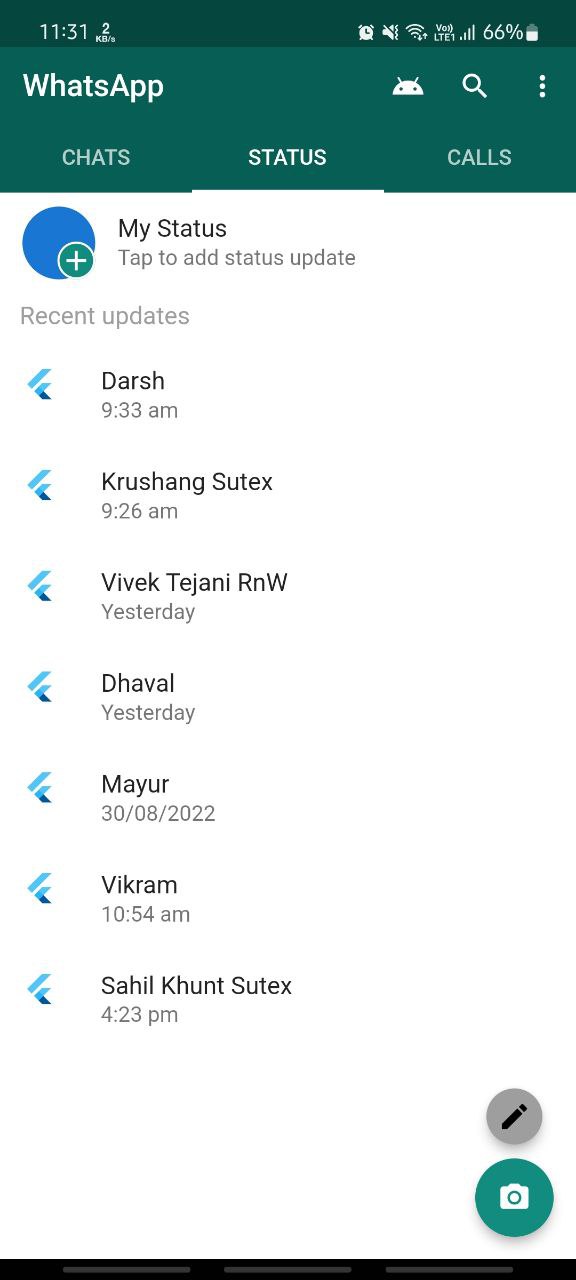 11:31 2 KB/s Vo)) LTE1 66%
WhatsApp
CHATS STATUS CALLS
My Status
Tap to add status update
Recent updates
Darsh
9:33 am
Krushang Sutex
9:26 am
Vivek Tejani RnW
Yesterday
Dhaval
Yesterday
Mayur
30/08/2022
Vikram
10:54 am
Sahil Khunt Sutex
4:23 pm